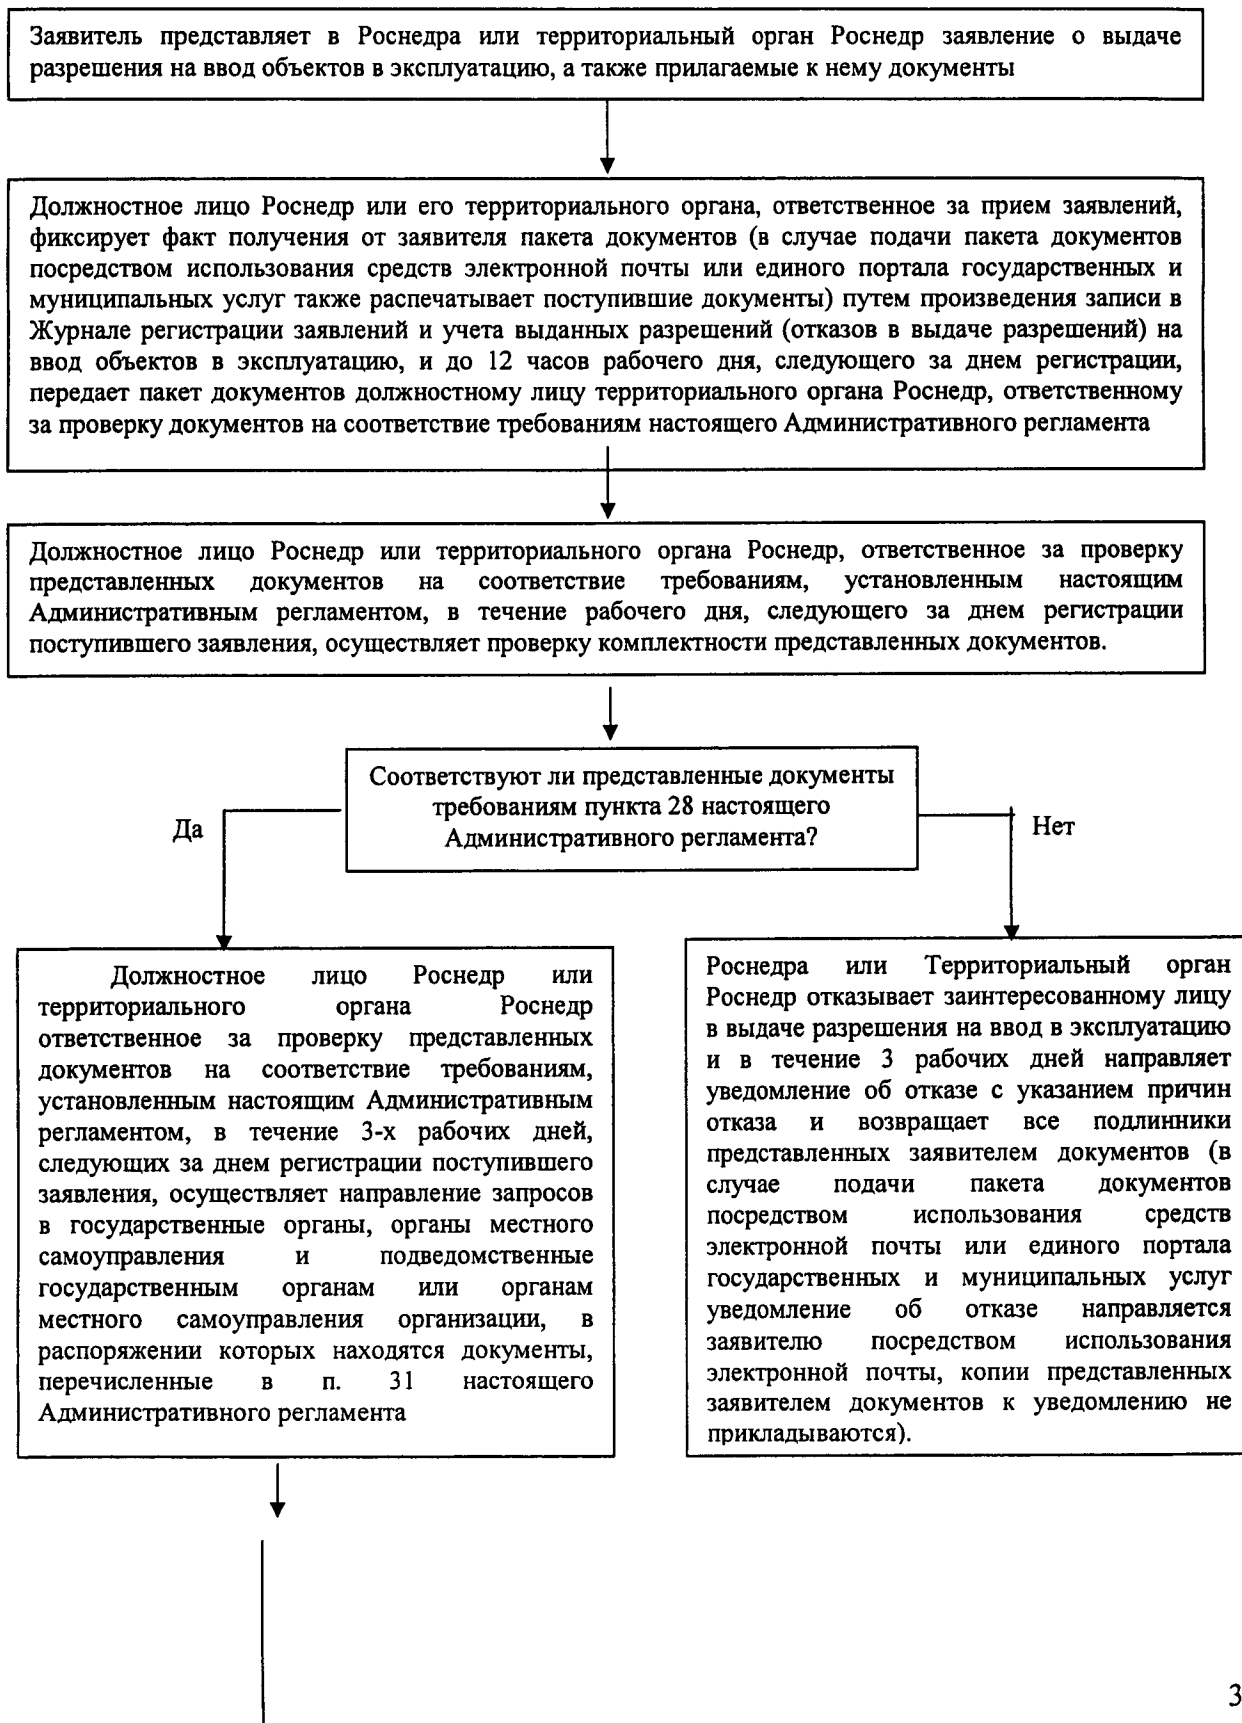 Заявитель представляет в Роснедра или территориальный орган Роснедр заявление о выдаче
разрешения на ввод объектов в эксплуатацию, а также прилагаемые к нему документы
Должностное лицо Роснедр или его территориального органа, ответственное за прием заявлений,
фиксирует факт получения от заявителя пакета документов (в случае подачи пакета документов
посредством использования средств электронной почты или единого портала государственных и
муниципальных услуг также распечатывает поступившие документы) путем произведения записи в
Журнале регистрации заявлений и учета выданных разрешений (отказов в выдаче разрешений) на
ввод объектов в эксплуатацию, и до 12 часов рабочего дня, следующего за днем регистрации,
передает пакет документов должностному лицу территориального органа Роснедр, ответственному
за проверку документов на соответствие требованиям настоящего Административного регламента
Должностное лицо Роснедр или территориального органа Роснедр, ответственное за проверку
представленных документов на соответствие требованиям, установленным настоящим
Административным регламентом, в течение рабочего дня, следующего за днем регистрации
поступившего заявления, осуществляет проверку комплектности представленных документов.
Соответствуют ли представленные документы
требованиям пункта 28 настоящего
Административного регламента?
Да
Нет
Должностное лицо Роснедр или
территориального органа Роснедр
ответственное за проверку представленных
документов на соответствие требованиям,
установленным настоящим Административным
регламентом, в течение 3-х рабочих дней,
следующих за днем регистрации поступившего
заявления, осуществляет направление запросов
в государственные органы, органы местного
самоуправления и подведомственные
государственным органам или органам
местного самоуправления организации, в
распоряжении которых находятся документы,
перечисленные в п. 31 настоящего
Административного регламента
Роснедра или Территориальный орган
Роснедр отказывает заинтересованному лицу
в выдаче разрешения на ввод в эксплуатацию
и в течение 3 рабочих дней направляет
уведомление об отказе с указанием причин
отказа и возвращает все подлинники
представленных заявителем документов (в
случае подачи пакета документов
посредством использования средств
электронной почты или единого портала
государственных и муниципальных услуг
уведомление об отказе направляется
заявителю посредством использования
электронной почты, копии представленных
заявителем документов к уведомлению не
прикладываются).
3